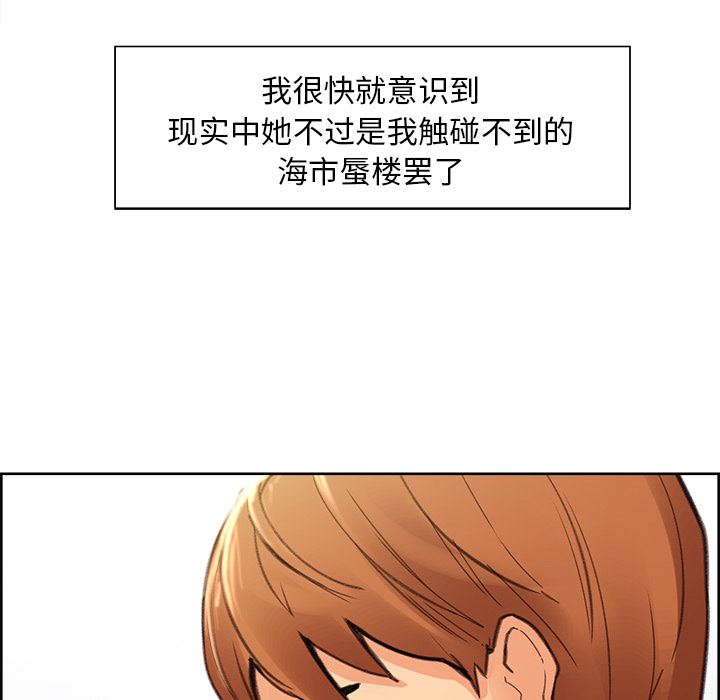 我很快就意识到
现实中她不过是我触碰不到的
海市蜃楼罢了